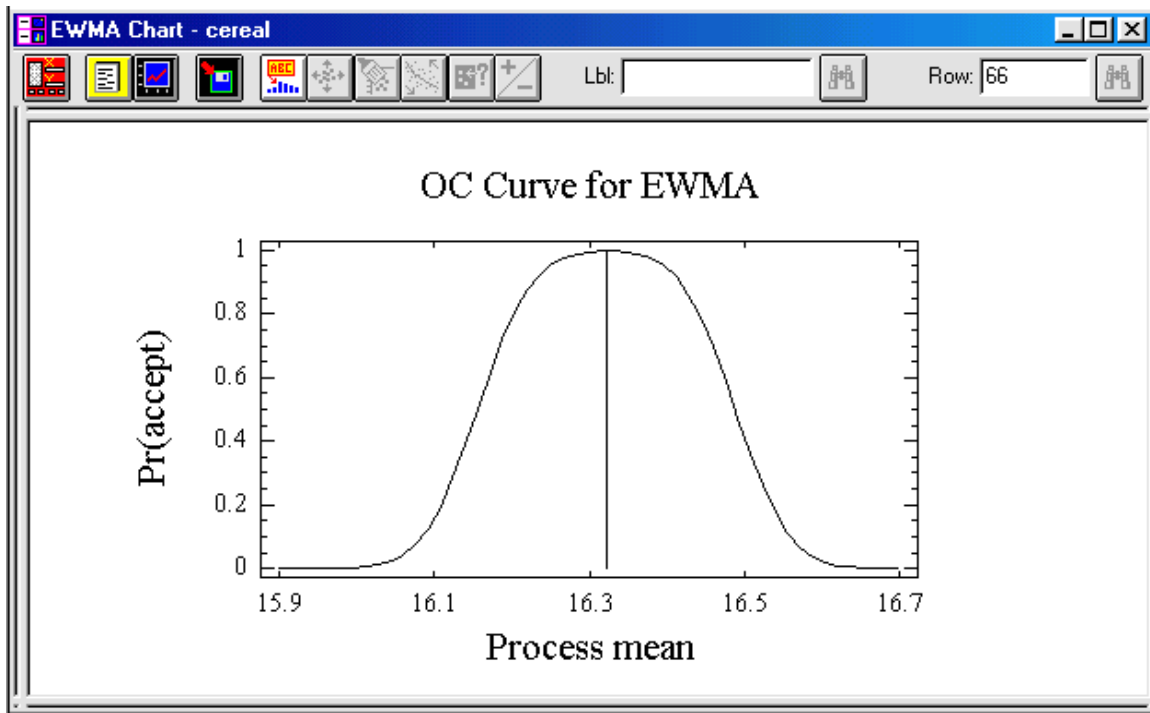 EWMA Chart - cereal
ABC
Lbl:
Row: 66
OC Curve for EWMA
Pr(accept)
1
0.8
0.6
0.4
0.2
0
15.9 16.1 16.3 16.5 16.7
Process mean